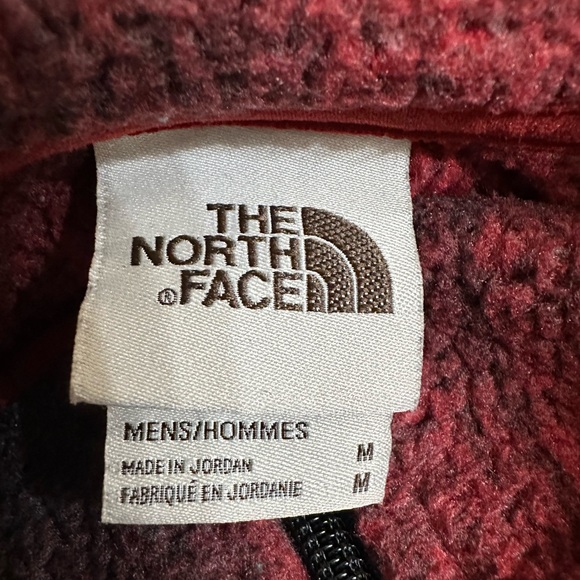 THE
NORTH
® FACE
MENS/HOMMES
MADE IN JORDAN M
FABRIQUÉ EN JORDANIE M